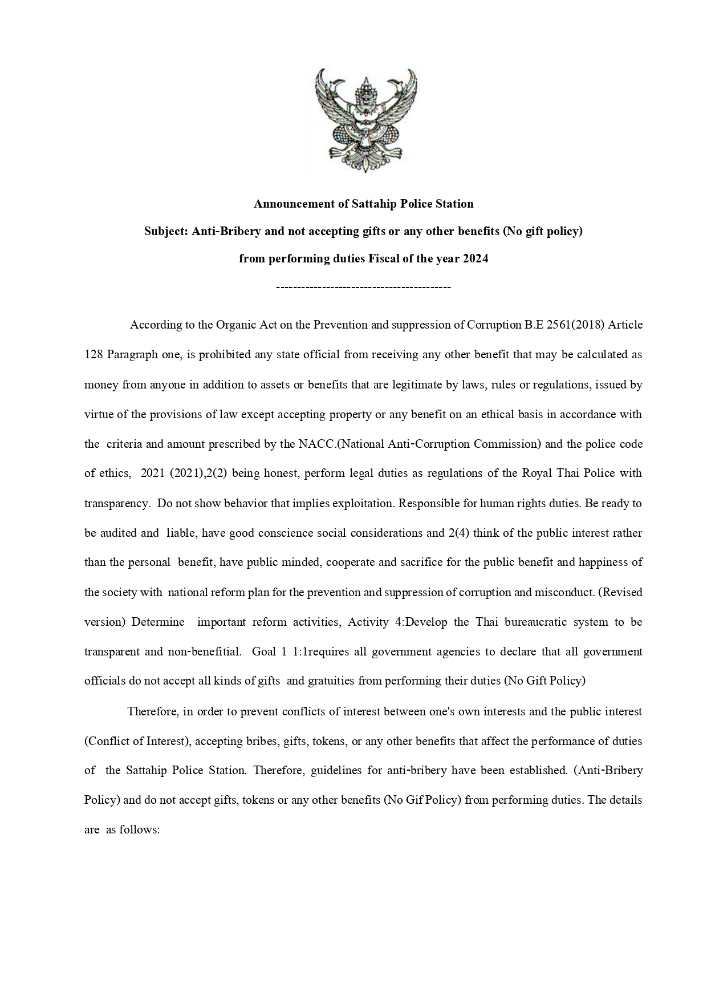 Announcement of Sattahip Police Station
Subject: Anti-Bribery and not accepting gifts or any other benefits (No gift policy)
from performing duties Fiscal of the year 2024
------------------------------------------
According to the Organic Act on the Prevention and suppression of Corruption B.E 2561(2018) Article
128 Paragraph one, is prohibited any state official from receiving any other benefit that may be calculated as
money from anyone in addition to assets or benefits that are legitimate by laws, rules or regulations, issued by
virtue of the provisions of law except accepting property or any benefit on an ethical basis in accordance with
the criteria and amount prescribed by the NACC.(National Anti-Corruption Commission) and the police code
of ethics, 2021 (2021),2(2) being honest, perform legal duties as regulations of the Royal Thai Police with
transparency. Do not show behavior that implies exploitation. Responsible for human rights duties. Be ready to
be audited and liable, have good conscience social considerations and 2(4) think of the public interest rather
than the personal benefit, have public minded, cooperate and sacrifice for the public benefit and happiness of
the society with national reform plan for the prevention and suppression of corruption and misconduct. (Revised
version) Determine important reform activities, Activity 4:Develop the Thai bureaucratic system to be
transparent and non-benefitial. Goal 1 1:1requires all government agencies to declare that all government
officials do not accept all kinds of gifts and gratuities from performing their duties (No Gift Policy)
Therefore, in order to prevent conflicts of interest between one's own interests and the public interest
(Conflict of Interest), accepting bribes, gifts, tokens, or any other benefits that affect the performance of duties
of the Sattahip Police Station. Therefore, guidelines for anti-bribery have been established. (Anti-Bribery
Policy) and do not accept gifts, tokens or any other benefits (No Gif Policy) from performing duties. The details
are as follows: